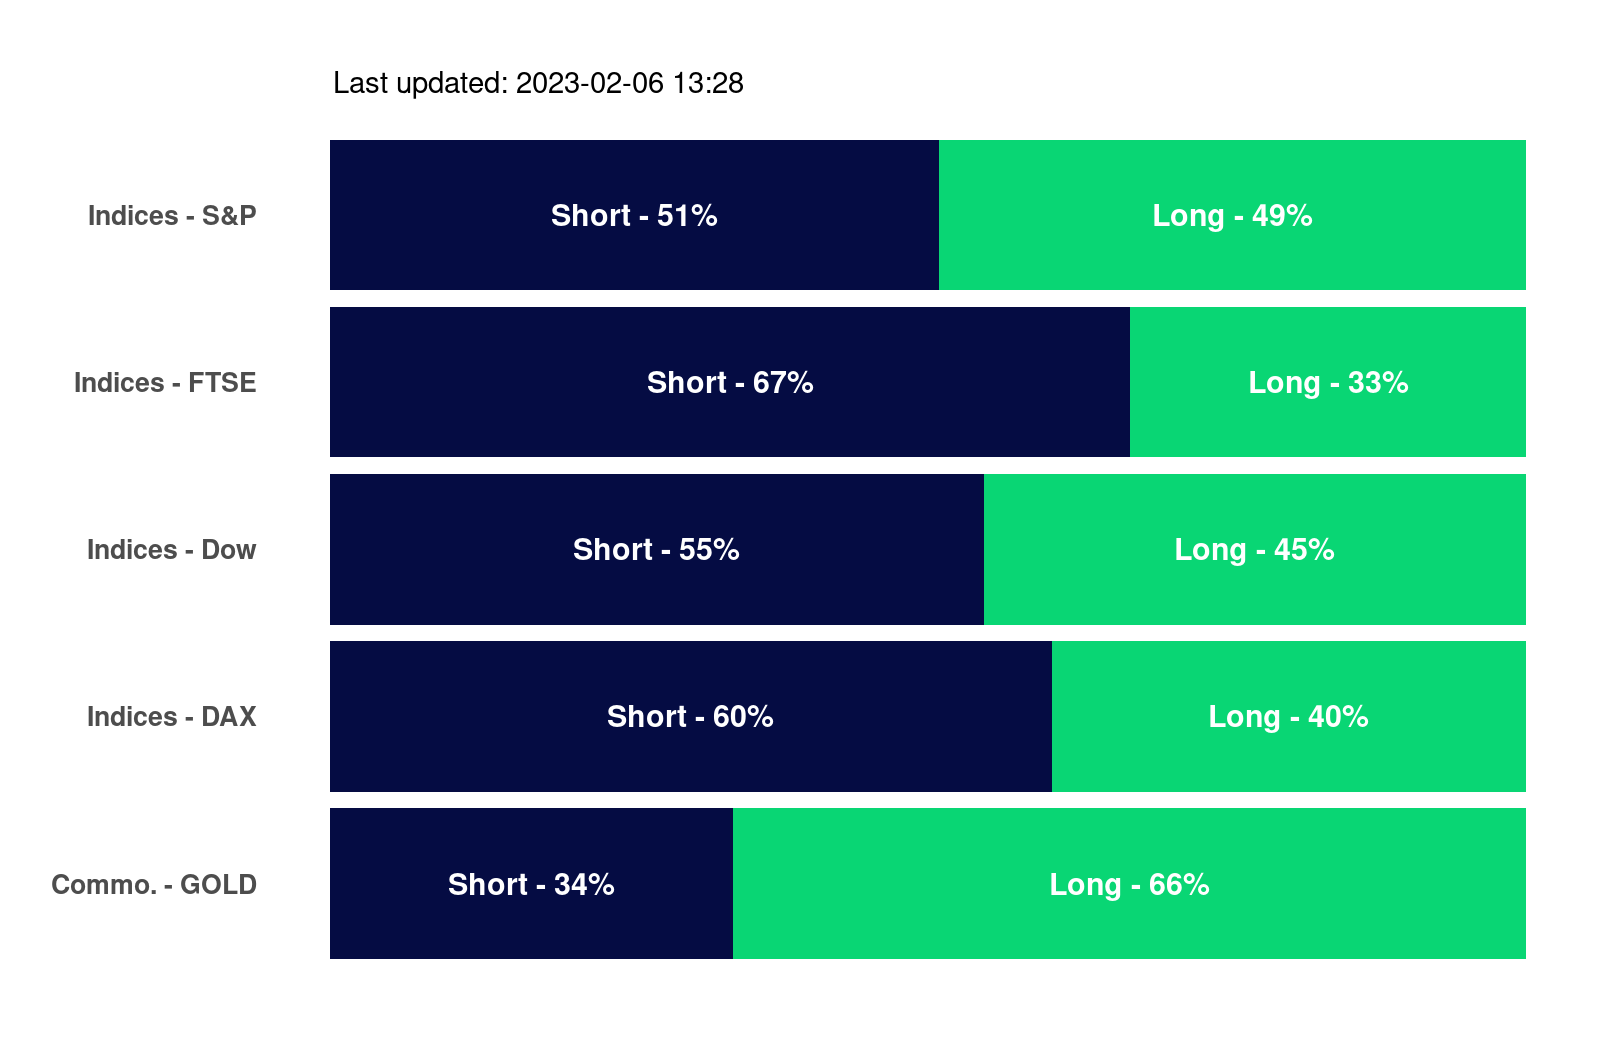 Last updated: 2023-02-06 13:28
Indices - S&P Short - 51% Long - 49%
Indices - FTSE Short - 67% Long - 33%
Indices - Dow Short - 55% Long - 45%
Indices - DAX Short - 60% Long - 40%
Commo. - GOLD Short - 34% Long - 66%